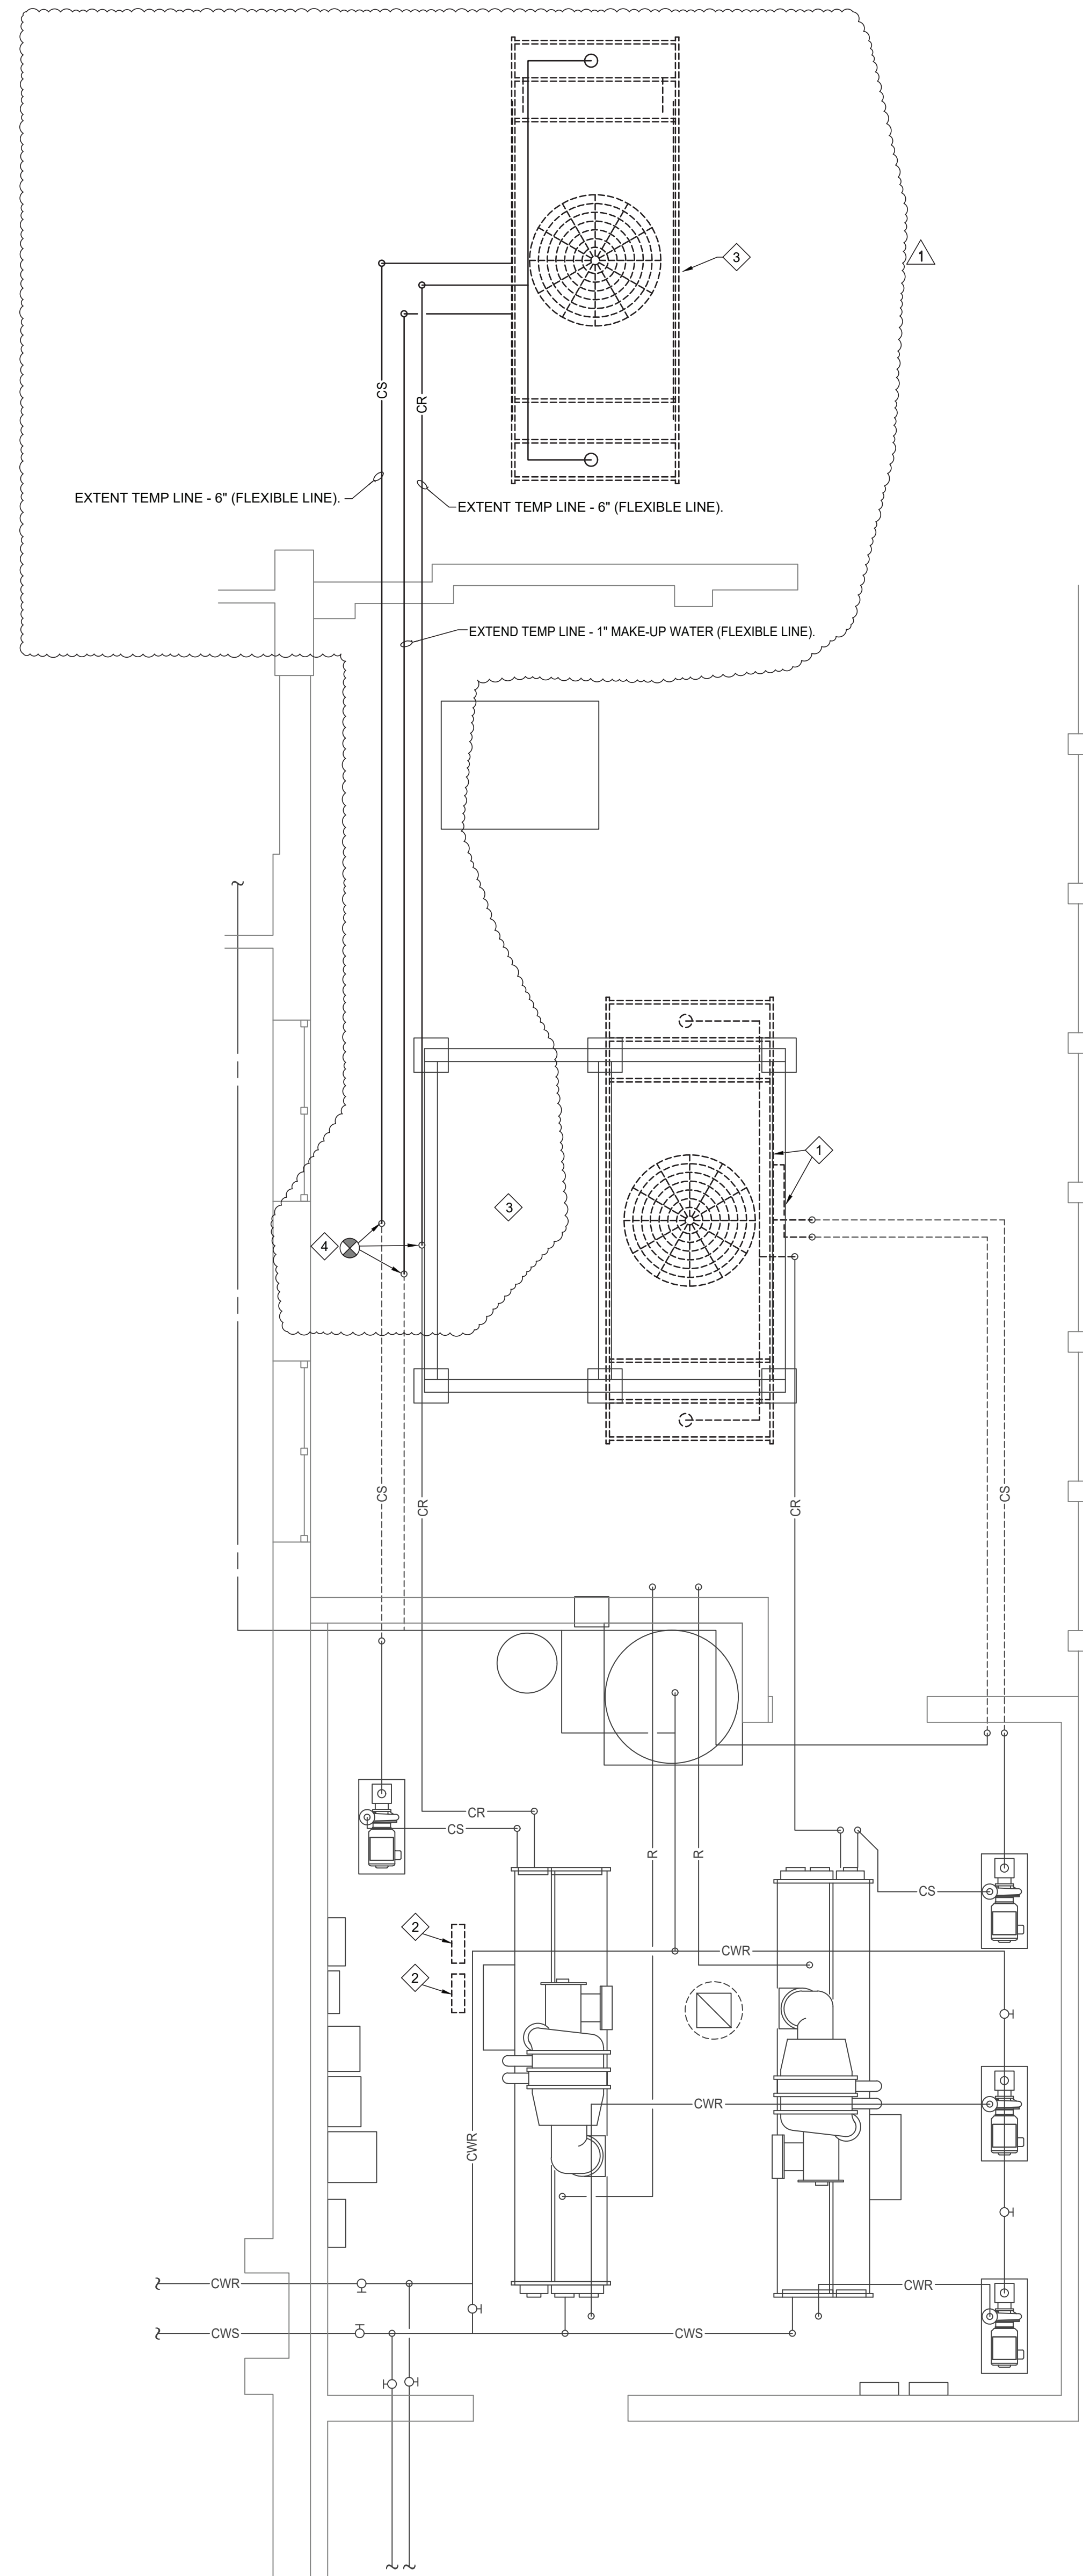 3
1
CS
CR
EXTENT TEMP LINE - 6" (FLEXIBLE LINE).
EXTENT TEMP LINE - 6" (FLEXIBLE LINE).
EXTEND TEMP LINE - 1" MAKE-UP WATER (FLEXIBLE LINE).
1
3
4
CS
CR
CR
CS
CR
CS
R
R
CS
2
CWR
2
CWR
CWR
CWR
CWR
CWS
CWS